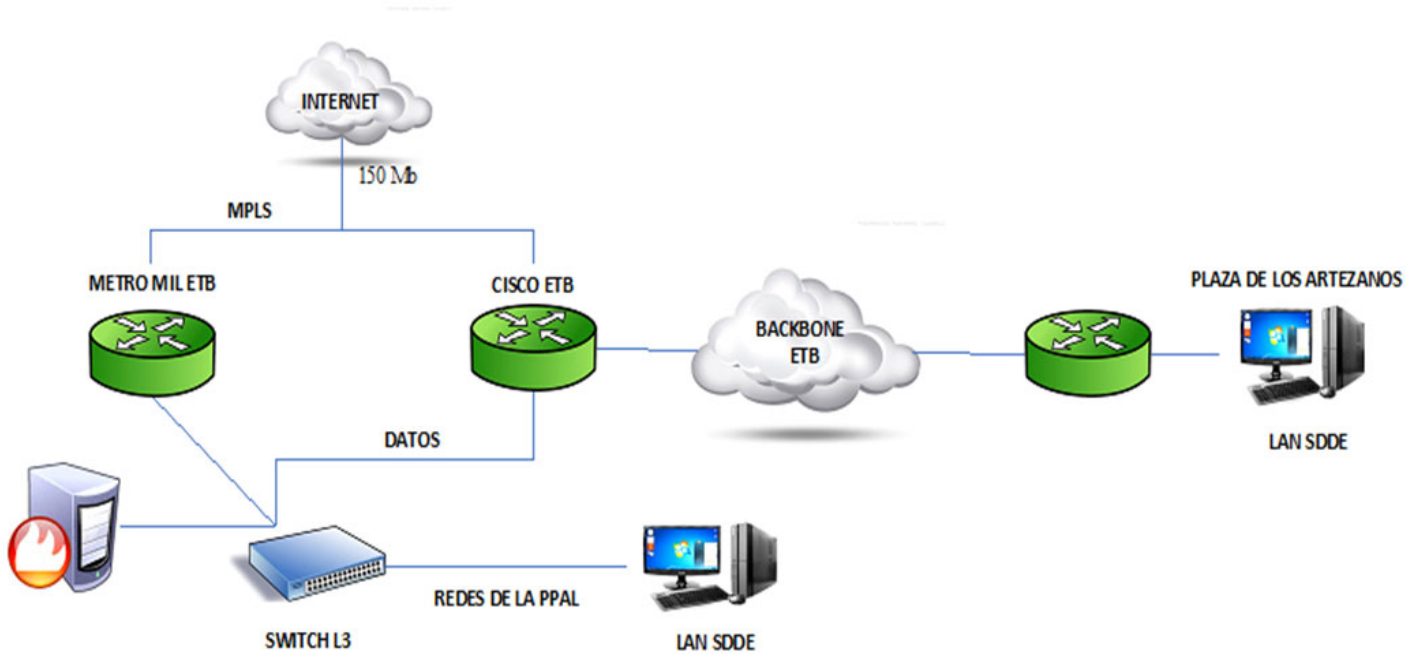 INTERNET
150 Mb
MPLS
METRO MIL ETB
CISCO ETB
PLAZA DE LOS ARTEZANOS
BACKBONE
ETB
DATOS
LAN SDDE
REDES DE LA PPAL
SWITCH L3
LAN SDDE